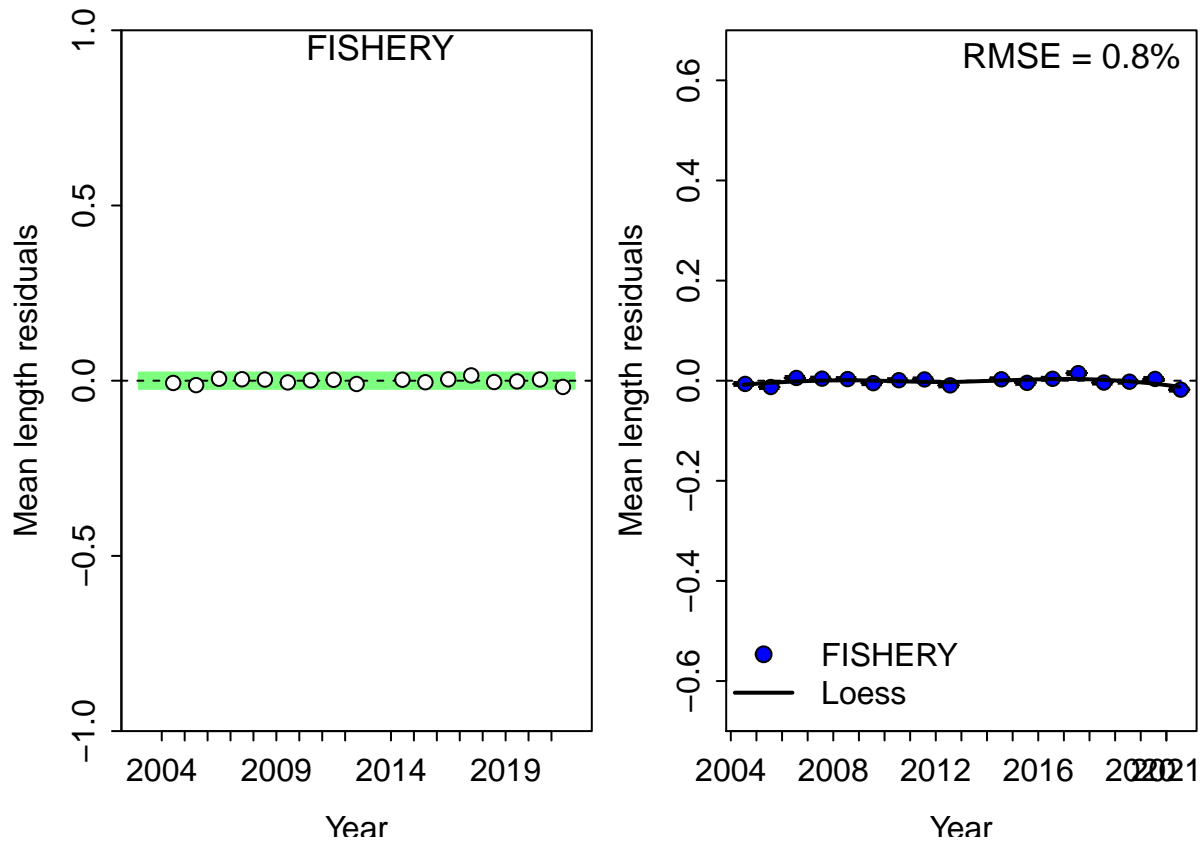 FISHERY
1.0
0.5
0.0
−0.5
−1.0
Mean length residuals
2004 2009 2014 2019
Year
RMSE = 0.8%
0.6
0.4
0.2
0.0
−0.2
−0.4
−0.6
Mean length residuals
FISHERY
Loess
2004 2008 2012 2016 2020 2021
Year